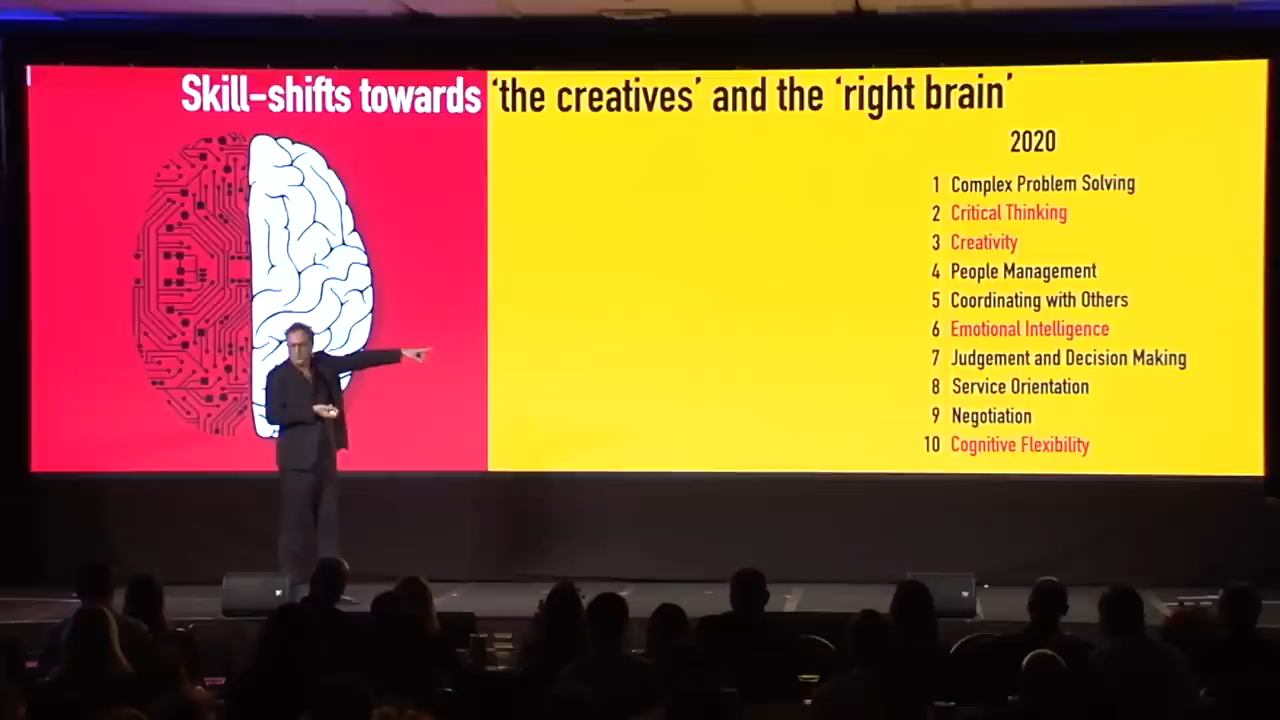 Skill-shifts towards 'the creatives' and the 'right brain'
2020
1 Complex Problem Solving
2 Critical Thinking
3 Creativity
4 People Management
5 Coordinating with Others
6 Emotional Intelligence
7 Judgement and Decision Making
8 Service Orientation
9 Negotiation
10 Cognitive Flexibility